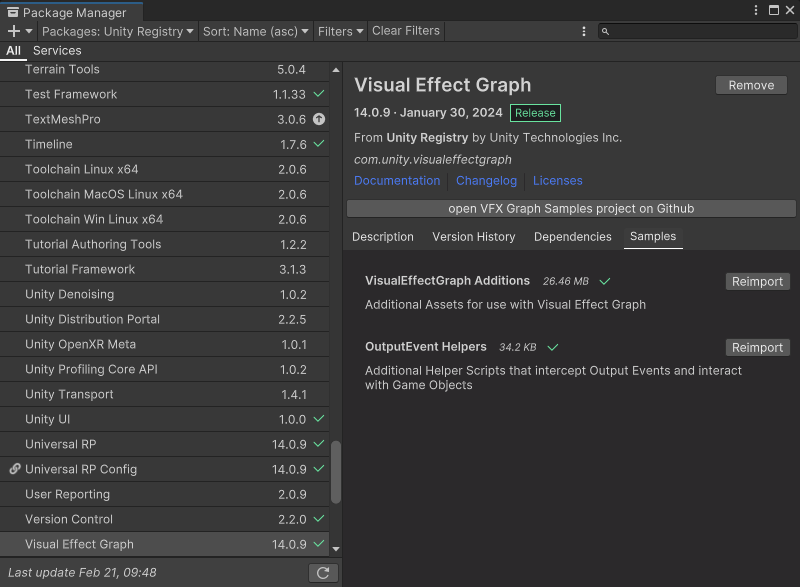 Package Manager
Packages: Unity Registry Sort: Name (asc) Filters Clear Filters
All Services
Terrain Tools 5.0.4
Test Framework 1.1.33
TextMeshPro 3.0.6
Timeline 1.7.6
Toolchain Linux x64 2.0.6
Toolchain MacOS Linux x64 2.0.6
Toolchain Win Linux x64 2.0.6
Tutorial Authoring Tools 1.2.2
Tutorial Framework 3.1.3
Unity Denoising 1.0.2
Unity Distribution Portal 2.2.5
Unity OpenXR Meta 1.0.1
Unity Profiling Core API 1.0.2
Unity Transport 1.4.1
Unity UI 1.0.0
Universal RP 14.0.9
Universal RP Config 14.0.9
User Reporting 2.0.9
Version Control 2.2.0
Visual Effect Graph 14.0.9
Last update Feb 21, 09:48
Visual Effect Graph Remove
14.0.9 · January 30, 2024 Release
From Unity Registry by Unity Technologies Inc.
com.unity.visualeffectgraph
Documentation Changelog Licenses
open VFX Graph Samples project on Github
Description Version History Dependencies Samples
VisualEffectGraph Additions 26.46 MB Reimport
Additional Assets for use with Visual Effect Graph
OutputEvent Helpers 34.2 KB Reimport
Additional Helper Scripts that intercept Output Events and interact
with Game Objects